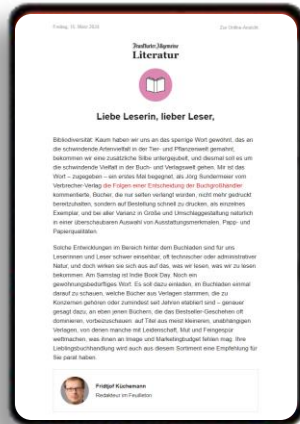 Freitag, 31. März 2023
Zur Online-Ansicht
Frankfurter Allgemeine
Literatur
Liebe Leserin, lieber Leser,
Bibliodiversität: Kaum haben wir uns an das sperrige Wort gewöhnt, das an
die schwindende Artenvielfalt in der Tier- und Pflanzenwelt gemahnt,
bekommen wir eine zusätzliche Silbe untergejubelt, und diesmal soll es um
die schwindende Vielfalt in der Buch- und Verlagswelt gehen. Mir ist das
Wort – zugegeben – ein erstes Mal begegnet, als Jörg Sundermeier vom
Verbrecher-Verlag die Folgen einer Entscheidung der Buchgroßhändler
kommentierte, Bücher, die nur selten verlangt wurden, nicht mehr gedruckt
bereitzuhalten, sondern auf Bestellung schnell zu drucken, als einzelnes
Exemplar, und bei aller Varianz in Größe und Umschlaggestaltung natürlich
in einer überschaubaren Auswahl von Ausstattungsmerkmalen, Papp- und
Papierqualitäten.
Solche Entwicklungen im Bereich hinter dem Buchladen sind für uns
Leserinnen und Leser schwer einsehbar, oft technischer oder administrativer
Natur, und doch wirken sie sich aus auf das, was wir lesen, was wir zu lesen
bekommen. Am Samstag ist Indie Book Day. Noch ein
gewöhnungsbedürftiges Wort. Es soll dazu einladen, im Buchladen einmal
darauf zu schauen, welche Bücher aus Verlagen stammen, die zu
Konzernen gehören oder zumindest seit Jahren etabliert sind – genauer
gesagt dazu, an eben jenen Büchern, die das Bestseller-Geschehen oft
dominieren, vorbeizuschauen: auf Titel aus meist kleineren, unabhängigen
Verlagen, von denen manche mit Leidenschaft, Mut und Feingespür
wettmachen, was ihnen an Image und Marketingbudget fehlen mag. Ihre
Lieblingsbuchhandlung wird auch aus diesem Sortiment eine Empfehlung für
Sie parat haben.
Fridtjof Küchemann
Redakteur im Feuilleton